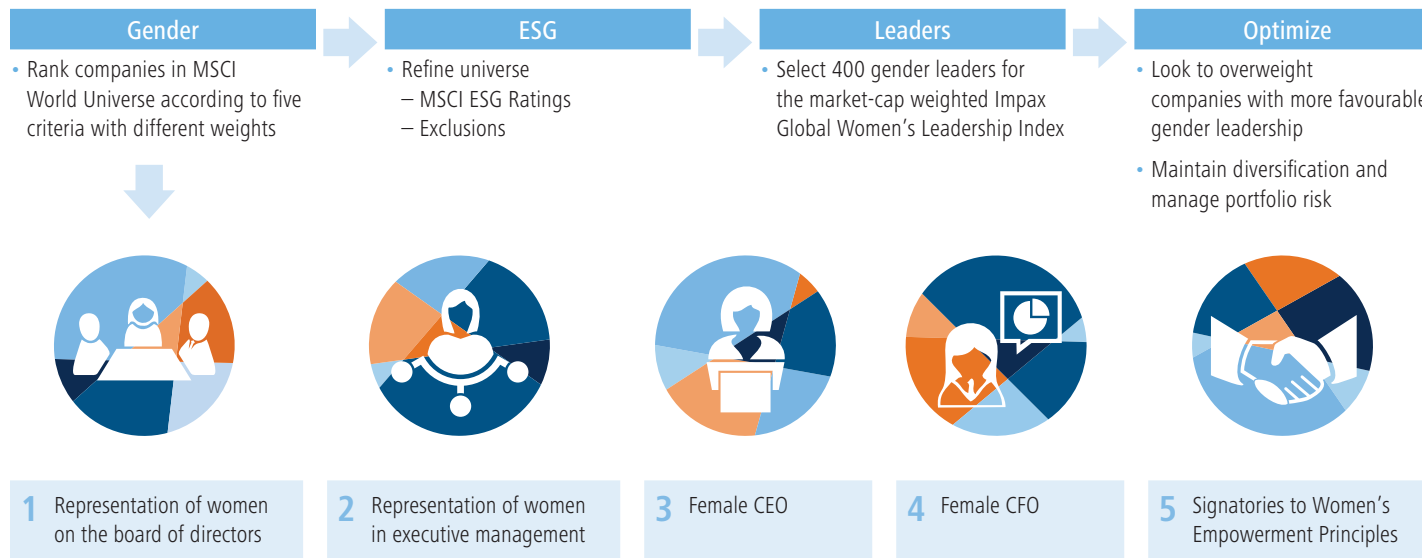 Gender
• Rank companies in MSCI
World Universe according to five
criteria with different weights
ESG
• Refine universe
– MSCI ESG Ratings
– Exclusions
Leaders
• Select 400 gender leaders for
the market-cap weighted Impax
Global Women’s Leadership Index
Optimize
• Look to overweight
companies with more favourable
gender leadership
• Maintain diversification and
manage portfolio risk
1 Representation of women
on the board of directors
2 Representation of women
in executive management
3 Female CEO
4 Female CFO
5 Signatories to Women’s
Empowerment Principles